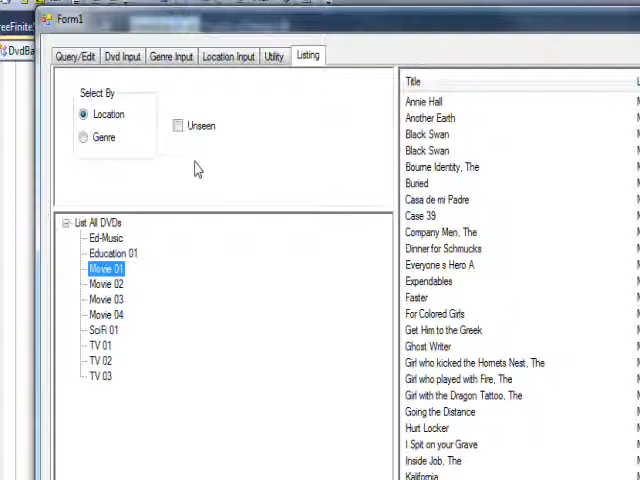 Form1
reeFinite
DvdBa
Query/Edit Dvd Input Genre Input Location Input Utility Listing
Select By
Location
Genre
Unseen
List All DVDs
Ed-Music
Education 01
Movie 01
Movie 02
Movie 03
Movie 04
SciFi 01
TV 01
TV 02
TV 03
Title
Annie Hall
Another Earth
Black Swan
Black Swan
Bourne Identity, The
Buried
Casa de mi Padre
Case 39
Company Men, The
Dinner for Schmucks
Everyone s Hero A
Expendables
Faster
For Colored Girls
Get Him to the Greek
Ghost Writer
Girl who kicked the Hornets Nest, The
Girl who played with Fire, The
Girl with the Dragon Tattoo, The
Going the Distance
Hurt Locker
I Spit on your Grave
Inside Job, The
Kalifornia